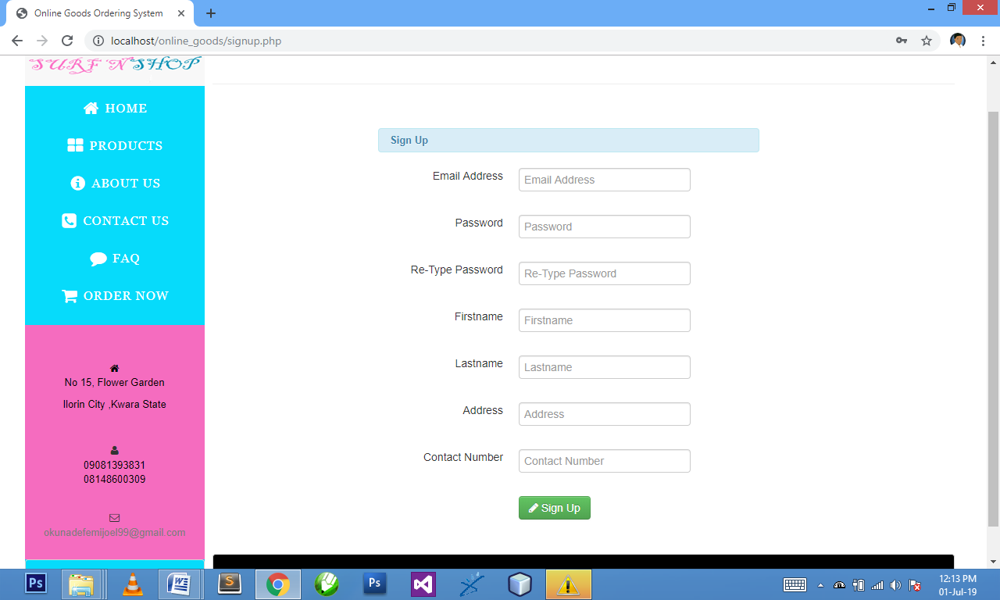 Online Goods Ordering System
localhost/online_goods/signup.php
SURF 'N' SHOP
HOME
PRODUCTS
ABOUT US
CONTACT US
FAQ
ORDER NOW
No 15, Flower Garden
Ilorin City ,Kwara State
09081393831
08148600309
okunadefemijoel99@gmail.com
Sign Up
Email Address Email Address
Password Password
Re-Type Password Re-Type Password
Firstname Firstname
Lastname Lastname
Address Address
Contact Number Contact Number
Sign Up
Ps
W
S
Ps
12:13 PM
01-Jul-19